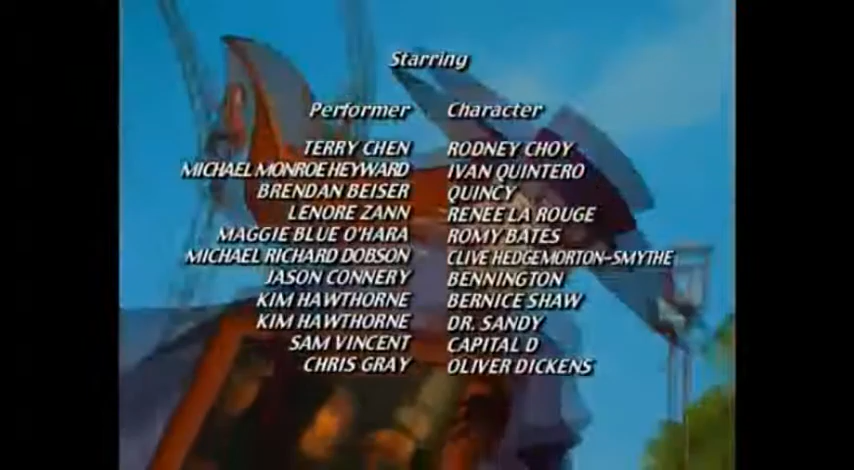 Starring
Performer Character
TERRY CHEN RODNEY CHOY
MICHAEL MONROE HEYWARD IVAN QUINTERO
BRENDAN BEISER QUINCY
LENORE ZANN RENEE LA ROUGE
MAGGIE BLUE O'HARA ROMY BATES
MICHAEL RICHARD DOBSON CLIVE HEDGEMORTON-SMYTHE
JASON CONNERY BENNINGTON
KIM HAWTHORNE BERNICE SHAW
KIM HAWTHORNE DR. SANDY
SAM VINCENT CAPITAL D
CHRIS GRAY OLIVER DICKENS